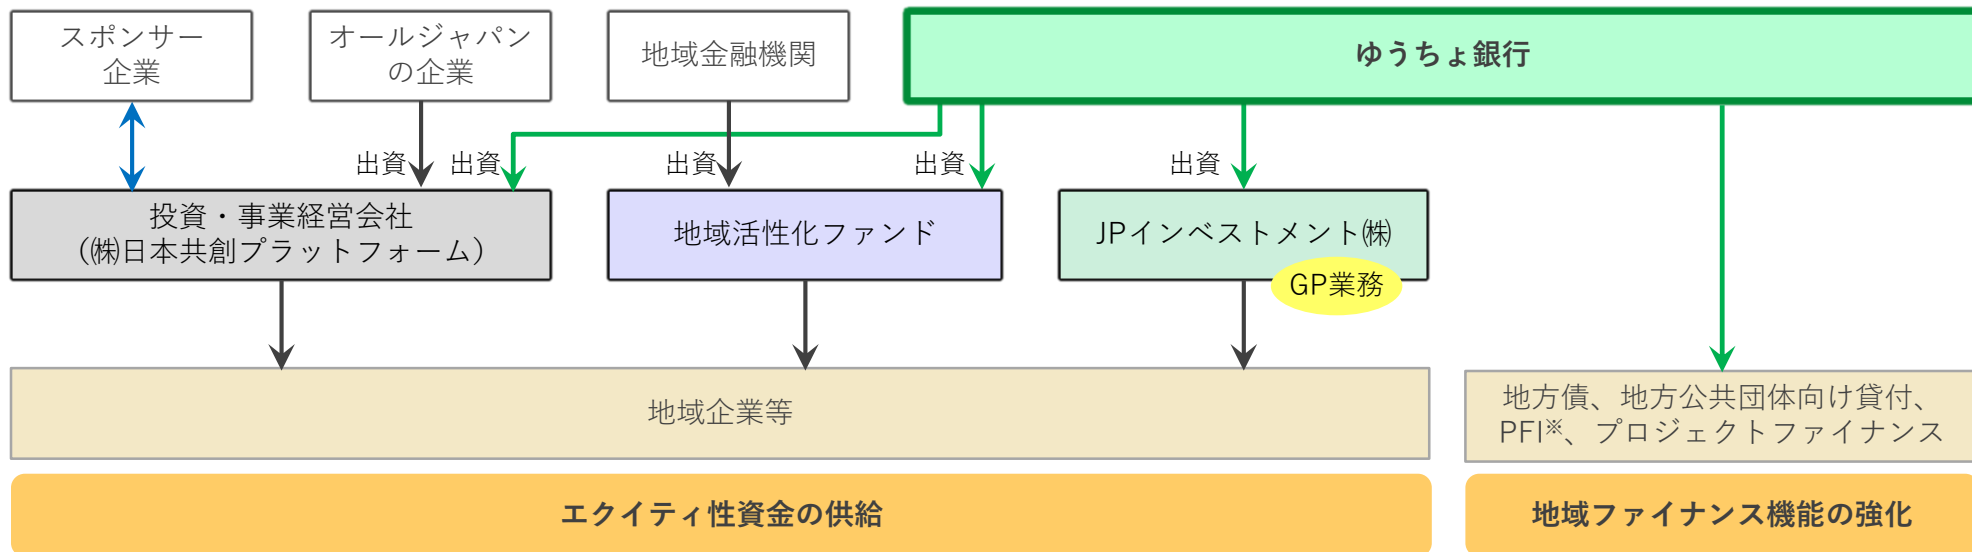 スポンサー
企業
オールジャパン
の企業
地域金融機関
ゆうちょ銀行
出資
出資
出資
出資
出資
投資・事業経営会社
(㈱日本共創プラットフォーム)
地域活性化ファンド
JPインベストメント㈱
GP業務
地域企業等
地方債、地方公共団体向け貸付、
PFI※、プロジェクトファイナンス
エクイティ性資金の供給
地域ファイナンス機能の強化